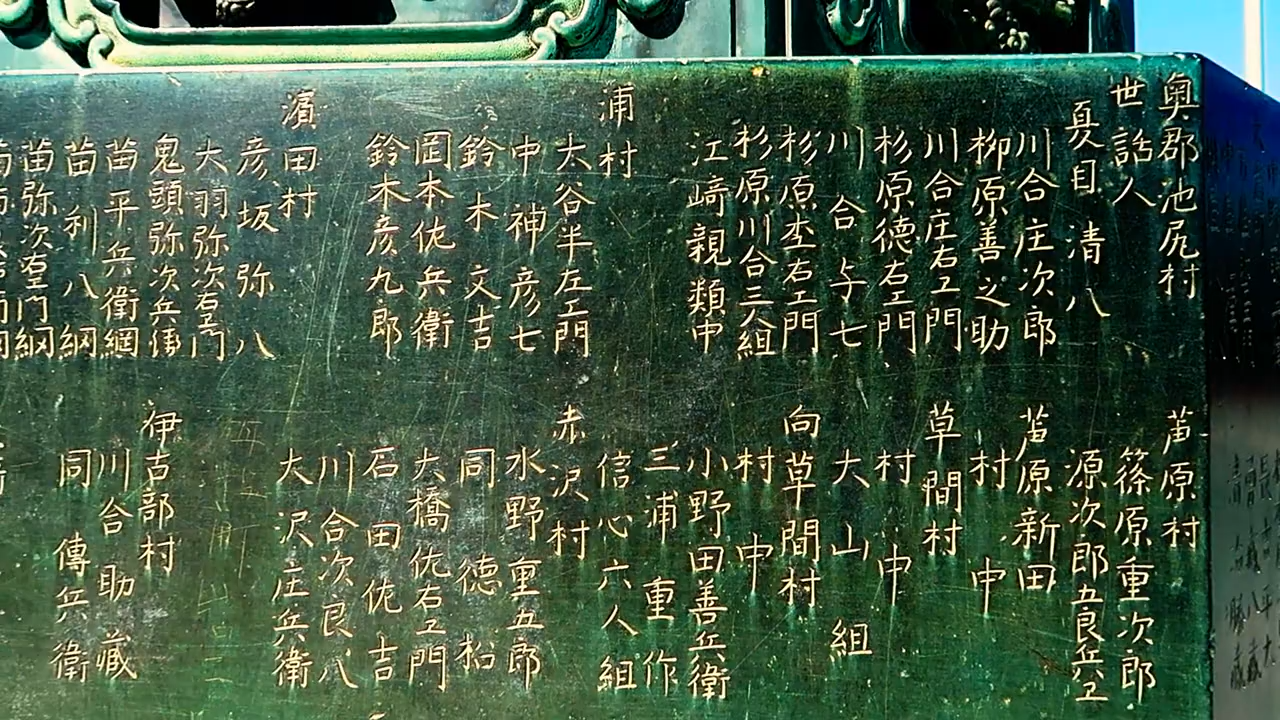 奥郡池尻村
世話人
夏目清八
川合庄次郎
柳原善之助
川合庄右エ門
杉原徳右エ門
川合与七
杉原杢右エ門
杉原川合三人組
江﨑親類中
浦村
太谷半左エ門
中神彦七
鈴木文吉
岡本佐兵衛
鈴木彦九郎
濱田村
彦坂弥八
大羽弥次右エ門
鬼頭弥次兵衛
苗平兵衛綱
苗利八綱
苗弥次右エ門綱
芦原村
篠原重次郎
源次郎五良兵エ
芦原新田
村中
草間村
村中
大山組
向草間村
村中
小野田善兵衛
三浦重作
信心六人組
赤沢村
水野重五郎
同徳松
大橋佐右エ門
石田佐吉
川合次良八
大沢庄兵衛
伊古部村
川合助蔵
同傳兵衛